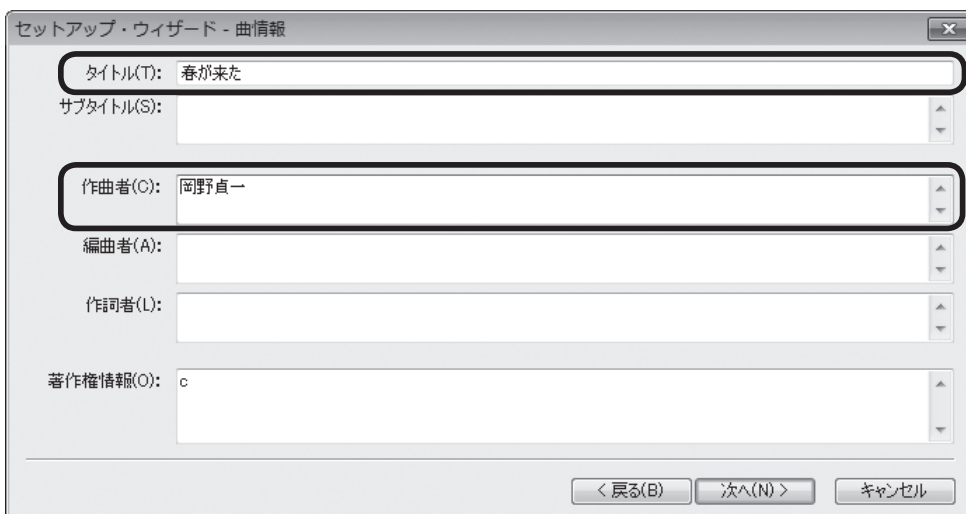 セットアップ・ウィザード - 曲情報
タイトル(T): 春が来た
サブタイトル(S):
作曲者(C): 岡野貞一
編曲者(A):
作詞者(L):
著作権情報(O): c
< 戻る(B) 次へ(N) > キャンセル